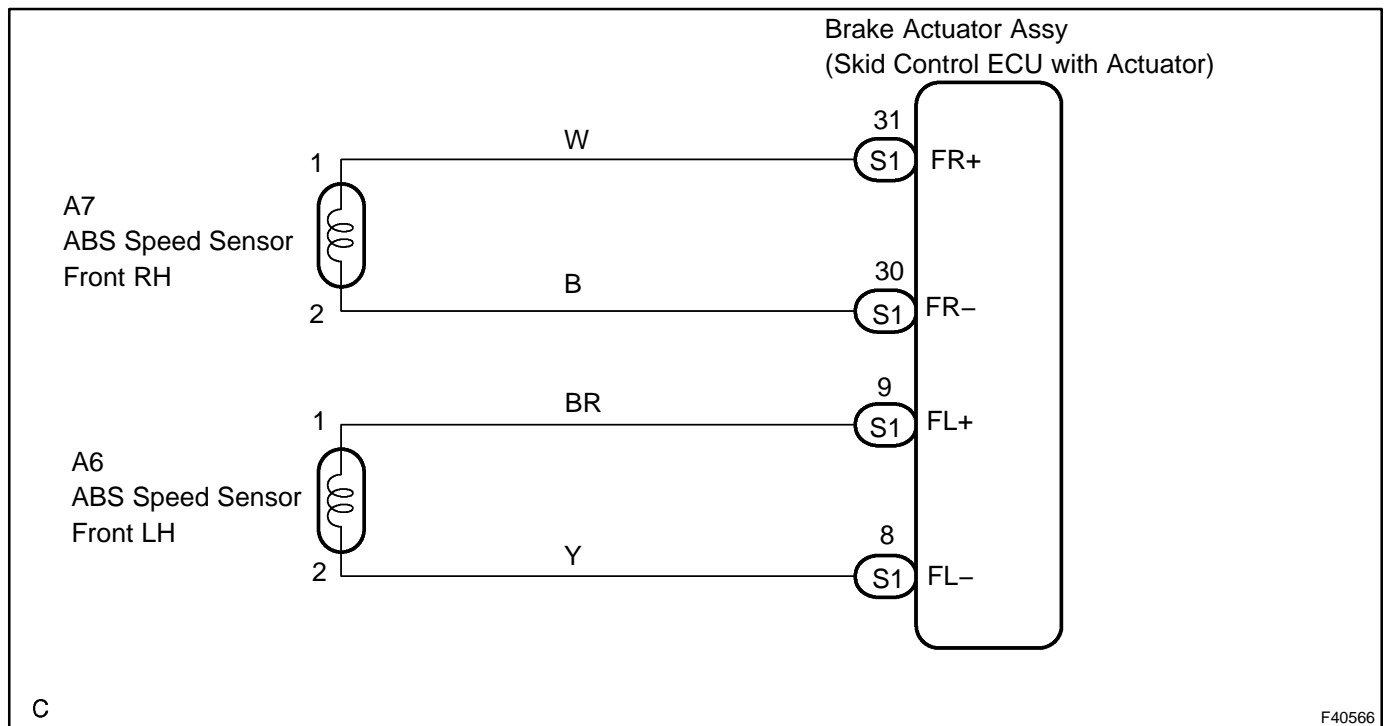 Brake Actuator Assy
(Skid Control ECU with Actuator)
31
W
1
S1
FR+
A7
ABS Speed Sensor
Front RH
30
B
2
S1
FR−
9
BR
1
S1
FL+
A6
ABS Speed Sensor
Front LH
8
Y
2
S1
FL−
C
F40566